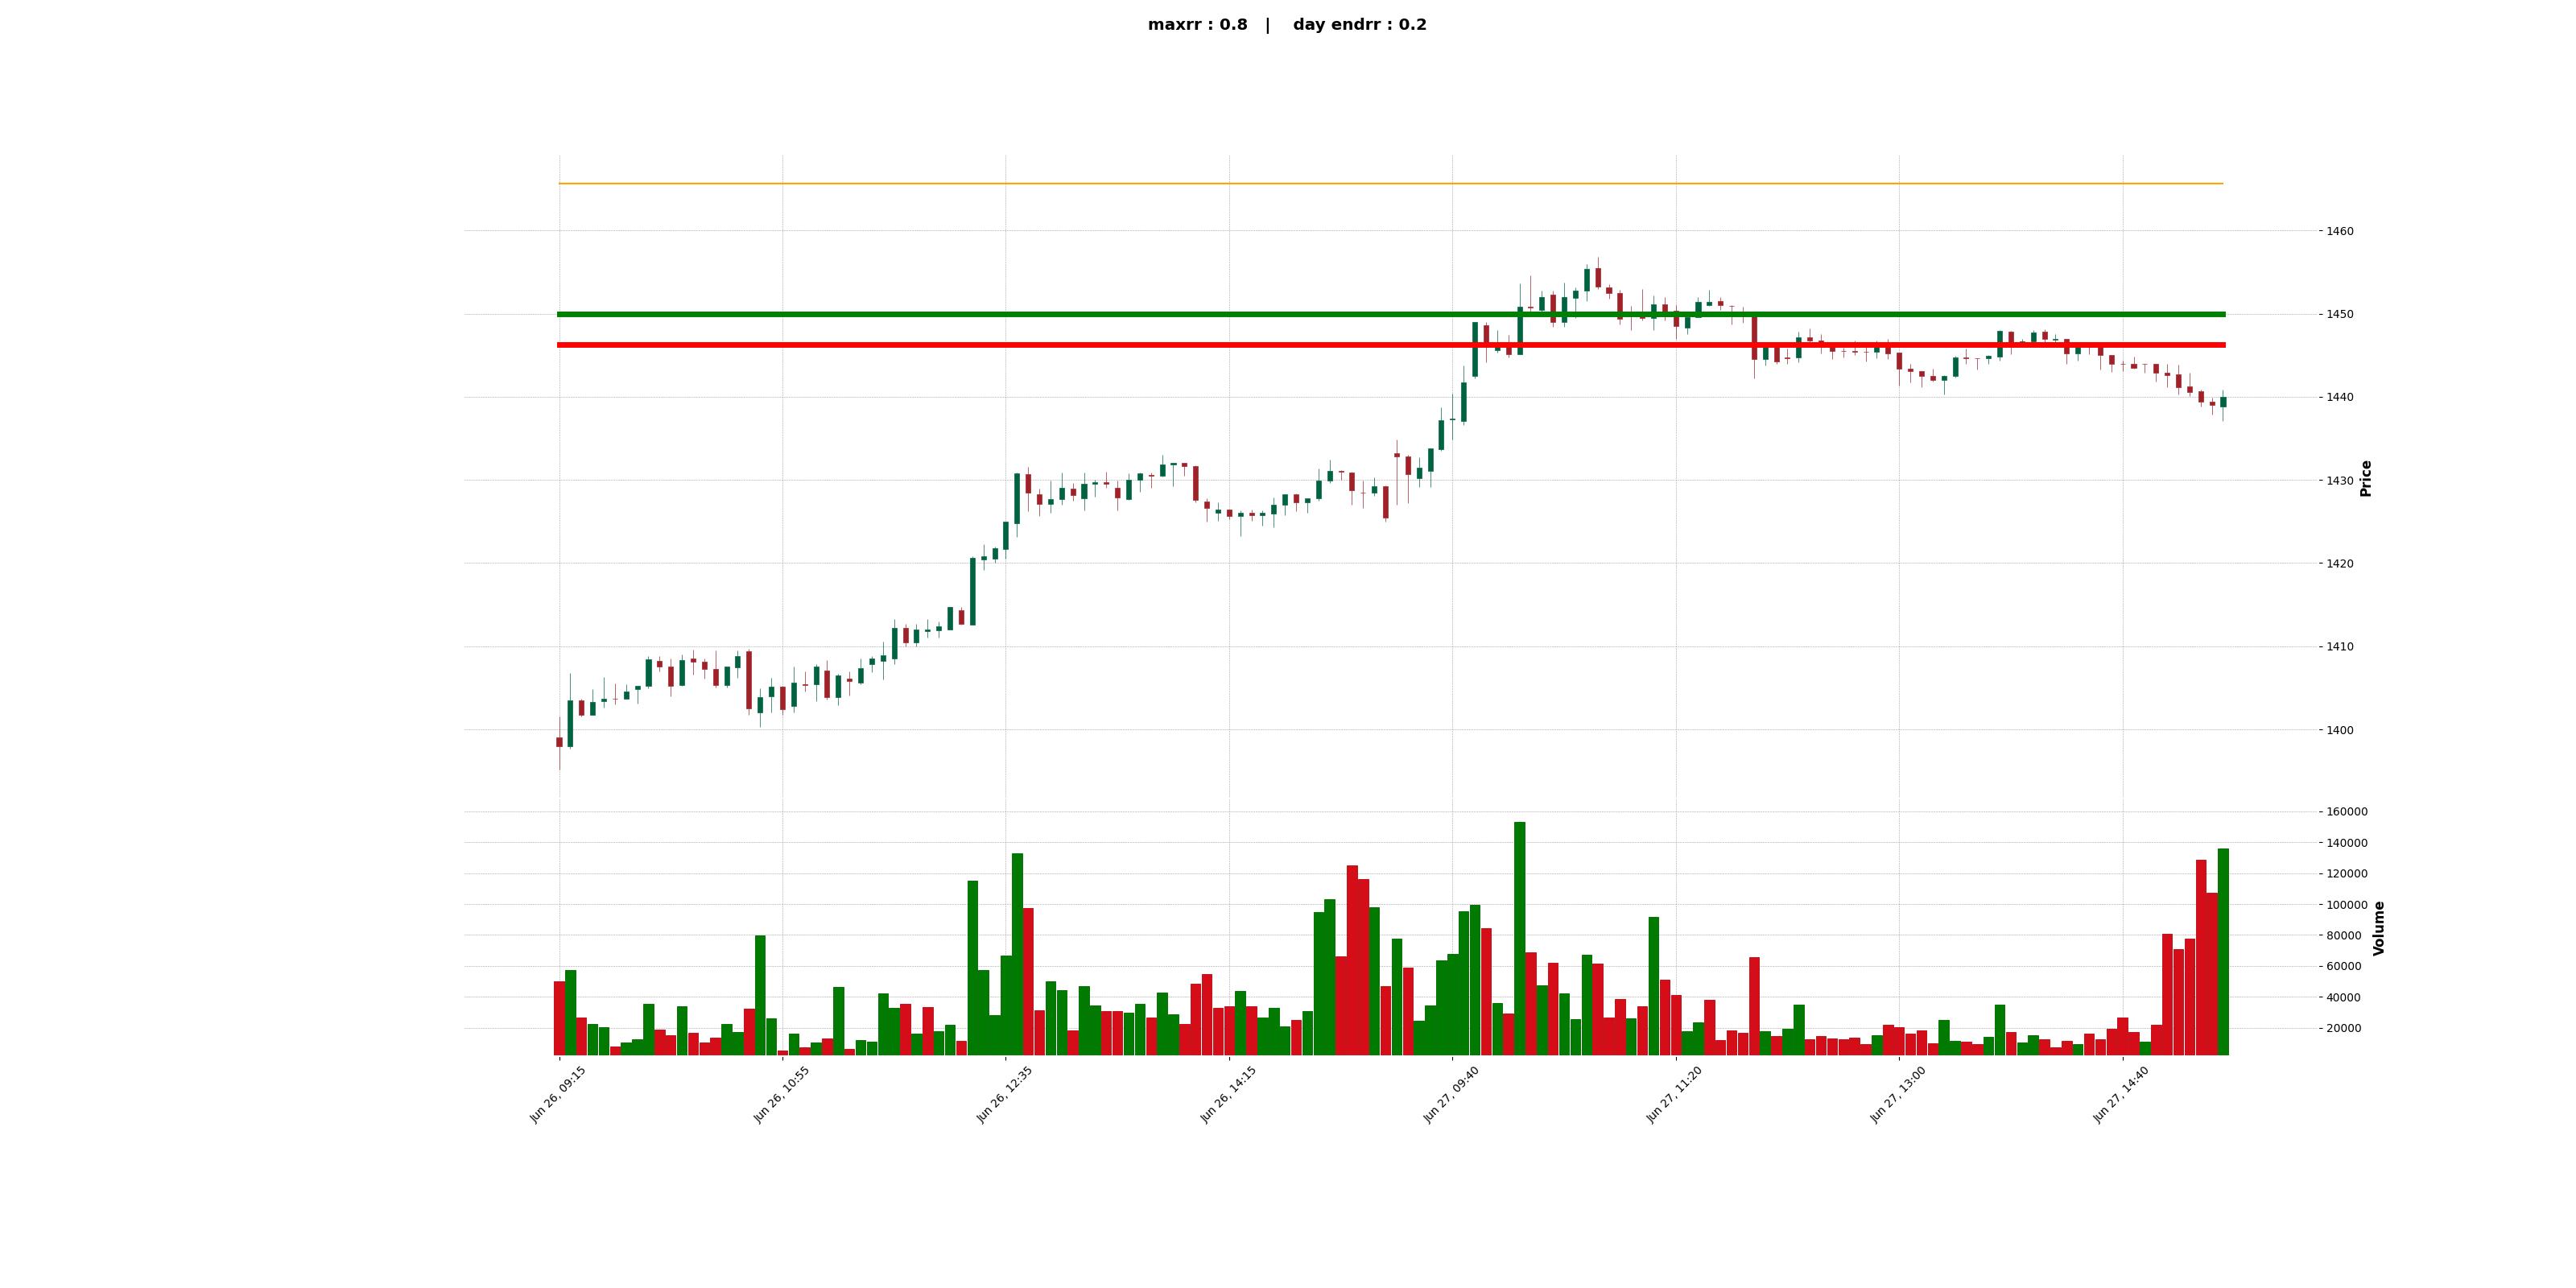 maxrr : 0.8   |    day endrr : 0.2
1460
1450
1440
1430
1420
1410
1400
Price
160000
140000
120000
100000
80000
60000
40000
20000
Volume
Jun 26, 09:15
Jun 26, 10:55
Jun 26, 12:35
Jun 26, 14:15
Jun 27, 09:40
Jun 27, 11:20
Jun 27, 13:00
Jun 27, 14:40